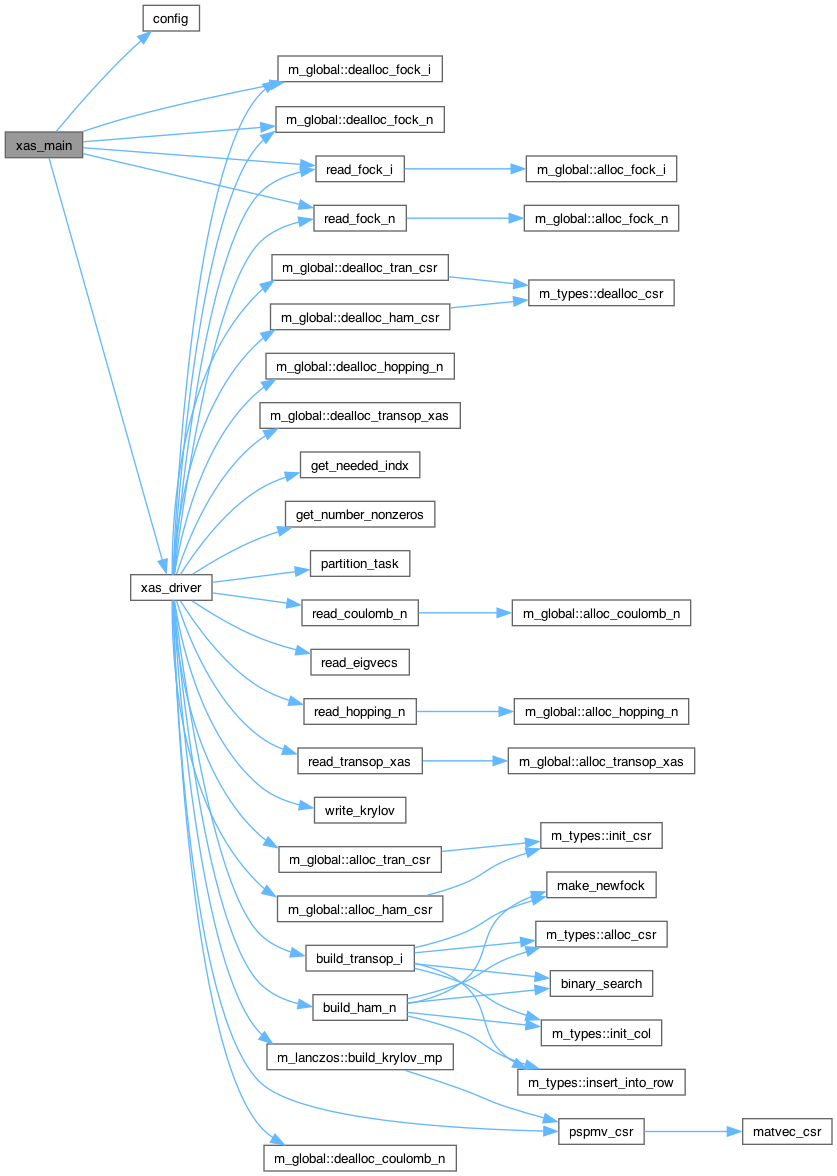 config
m_global::dealloc_fock_i
m_global::dealloc_fock_n
xas_main
read_fock_i
m_global::alloc_fock_i
read_fock_n
m_global::alloc_fock_n
m_global::dealloc_tran_csr
m_types::dealloc_csr
m_global::dealloc_ham_csr
m_global::dealloc_hopping_n
m_global::dealloc_transop_xas
get_needed_indx
get_number_nonzeros
partition_task
xas_driver
read_coulomb_n
m_global::alloc_coulomb_n
read_eigvecs
read_hopping_n
m_global::alloc_hopping_n
read_transop_xas
m_global::alloc_transop_xas
write_krylov
m_types::init_csr
m_global::alloc_tran_csr
make_newfock
m_global::alloc_ham_csr
m_types::alloc_csr
build_transop_i
binary_search
build_ham_n
m_types::init_col
m_lanczos::build_krylov_mp
m_types::insert_into_row
pspmv_csr
matvec_csr
m_global::dealloc_coulomb_n